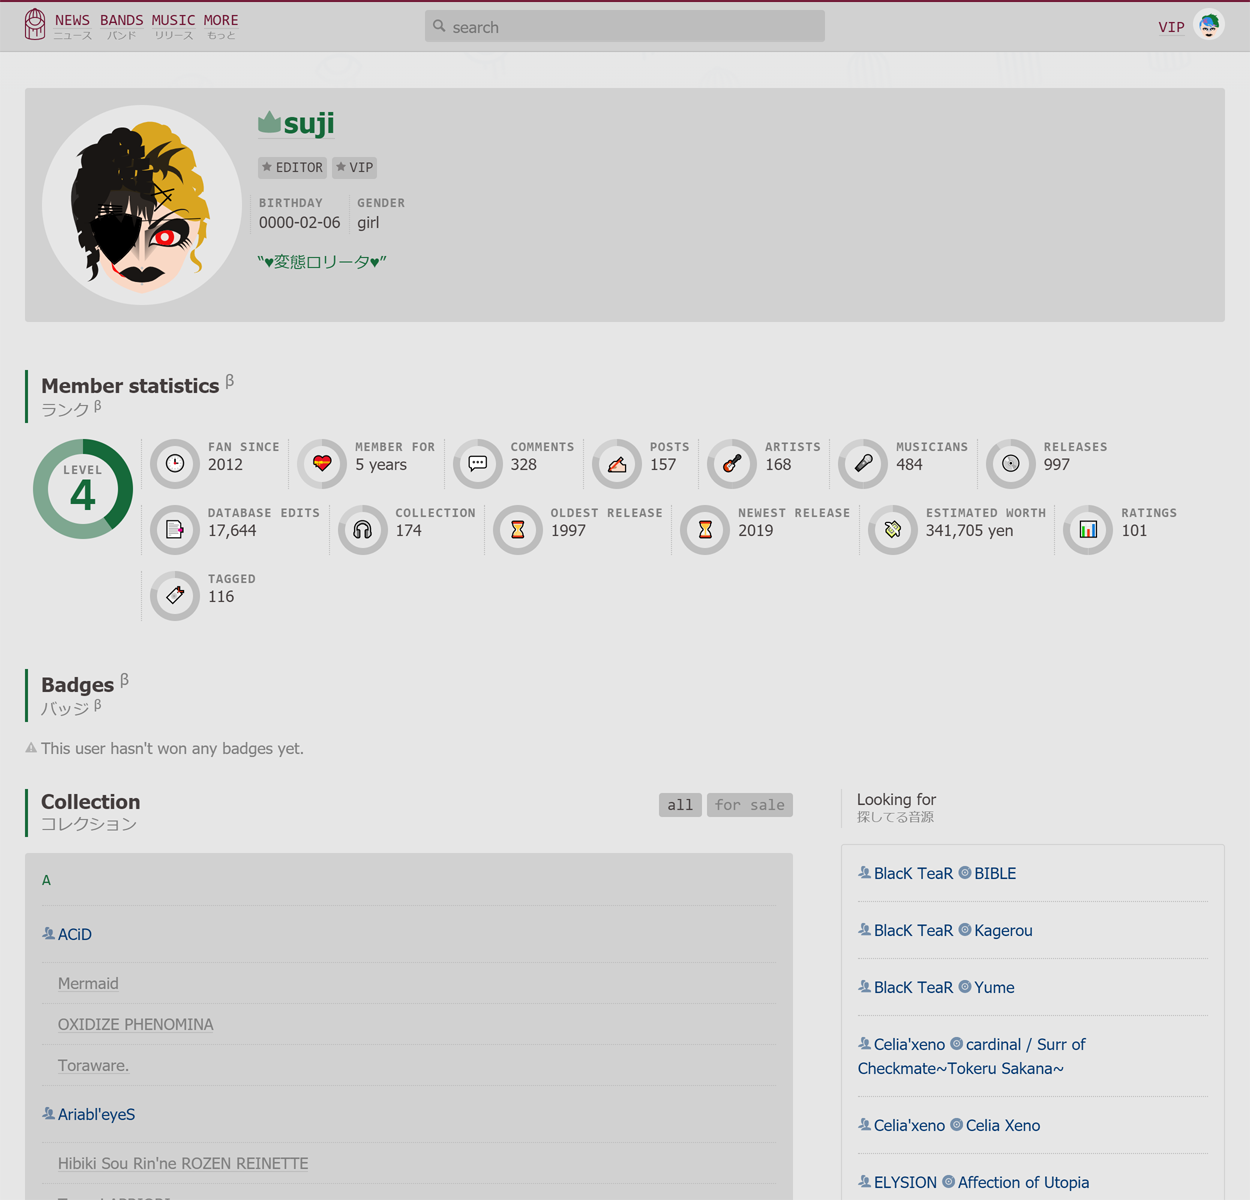 NEWS BANDS MUSIC MORE
ニュース バンド リリース もっと
search
VIP
suji
EDITOR VIP
BIRTHDAY GENDER
0000-02-06 girl
“♥変態ロリータ♥”
Member statistics β
ランク β
LEVEL
4
FAN SINCE
2012
MEMBER FOR
5 years
COMMENTS
328
POSTS
157
ARTISTS
168
MUSICIANS
484
RELEASES
997
DATABASE EDITS
17,644
COLLECTION
174
OLDEST RELEASE
1997
NEWEST RELEASE
2019
ESTIMATED WORTH
341,705 yen
RATINGS
101
TAGGED
116
Badges β
バッジ β
This user hasn't won any badges yet.
Collection
コレクション
all for sale
A
ACiD
Mermaid
OXIDIZE PHENOMINA
Toraware.
Ariabl'eyeS
Hibiki Sou Rin'ne ROZEN REINETTE
Looking for
探してる音源
BlacK TeaR BIBLE
BlacK TeaR Kagerou
BlacK TeaR Yume
Celia'xeno cardinal / Surr of
Checkmate~Tokeru Sakana~
Celia'xeno Celia Xeno
ELYSION Affection of Utopia